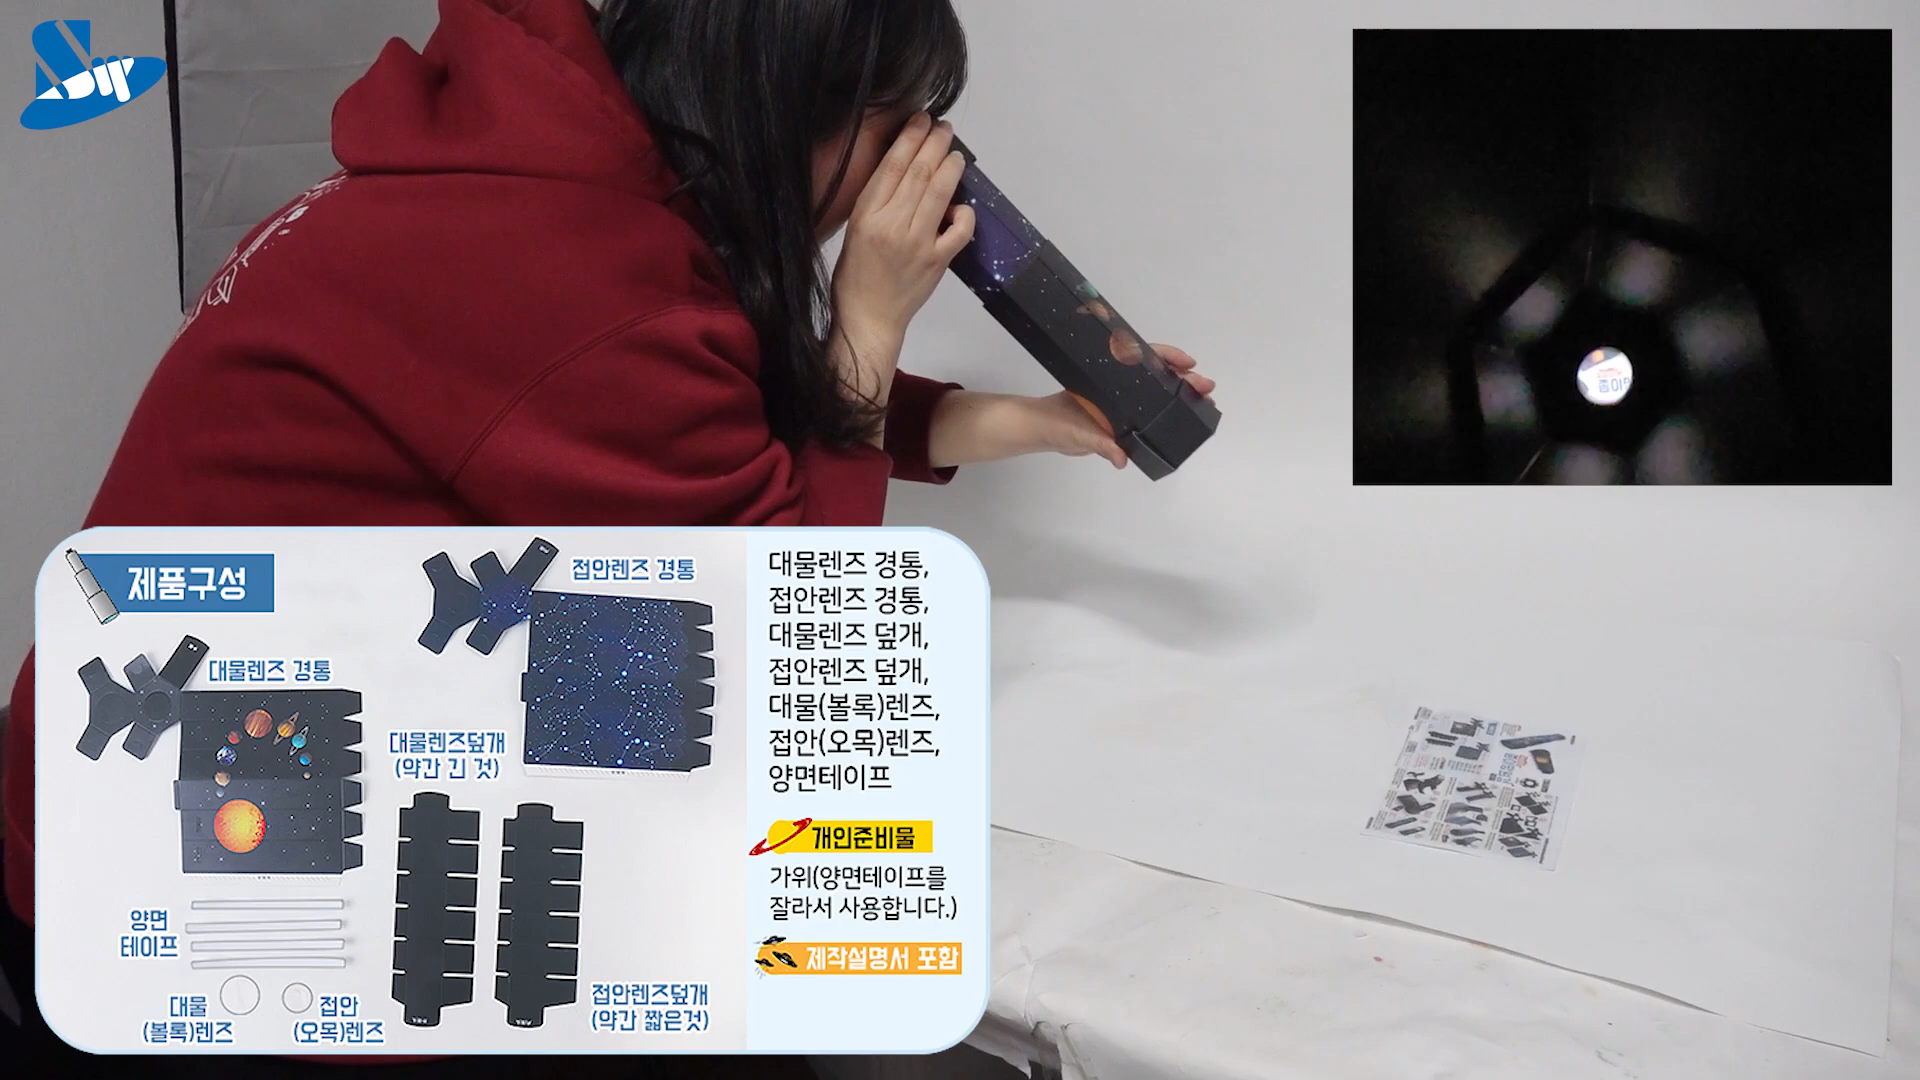 제품구성
접안렌즈 경통
대물렌즈 경통
대물렌즈덮개
(약간 긴 것)
양면
테이프
대물
(볼록)렌즈
접안
(오목)렌즈
접안렌즈덮개
(약간 짧은것)
대물렌즈 경통,
접안렌즈 경통,
대물렌즈 덮개,
접안렌즈 덮개,
대물(볼록)렌즈,
접안(오목)렌즈,
양면테이프
개인준비물
가위(양면테이프를
잘라서 사용합니다.)
제작설명서 포함
종이망